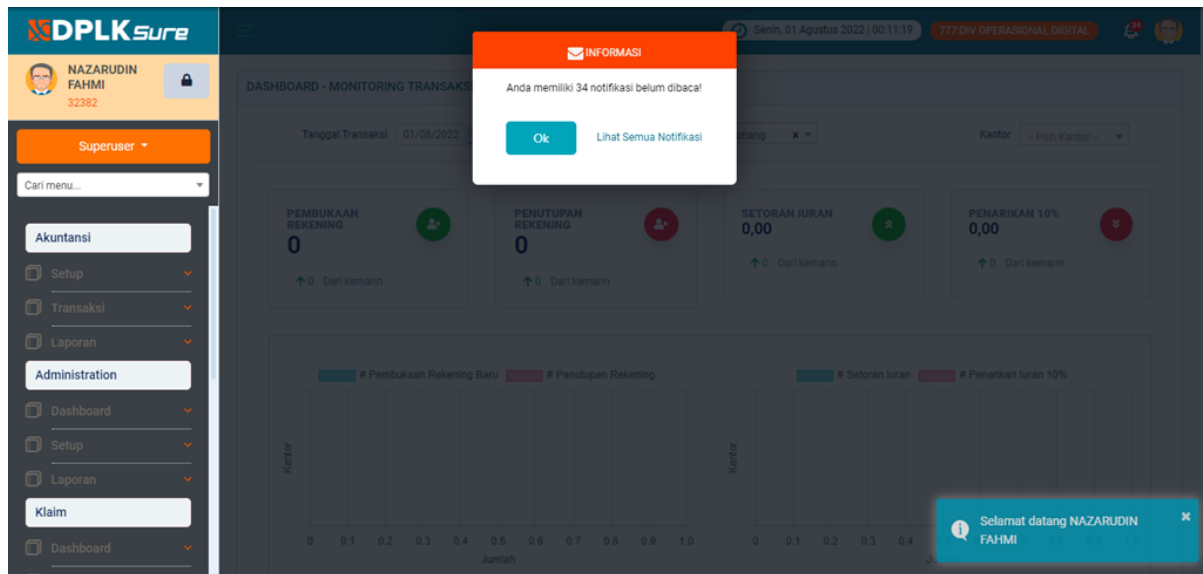 DPLKSure
NAZARUDIN
FAHMI
32382
Superuser
Cari menu...
Akuntansi
Setup
Transaksi
Laporan
Administration
Dashboard
Setup
Laporan
Klaim
Dashboard
Senin, 01 Agustus 2022 | 00:11:19
777:DIV OPERASIONAL DIGITAL
34
INFORMASI
Anda memiliki 34 notifikasi belum dibaca!
Ok Lihat Semua Notifikasi
DASHBOARD - MONITORING TRANSAKS
Tanggal Transaksi 01/08/2022 abang Kantor -- Pilih Kantor --
PEMBUKAAN
REKENING
0
0 Dari kemarin
PENUTUPAN
REKENING
0
0 Dari kemarin
SETORAN IURAN
0,00
0 Dari kemarin
PENARIKAN 10%
0,00
0 Dari kemarin
# Pembukaan Rekening Baru # Penutupan Rekening
Kantor
0 0.1 0.2 0.3 0.4 0.5 0.6 0.7 0.8 0.9 1.0
Jumlah
# Setoran Iuran # Penarikan Iuran 10%
Kantor
0 0.1 0.2 0.3 0.4
Selamat datang NAZARUDIN
FAHMI